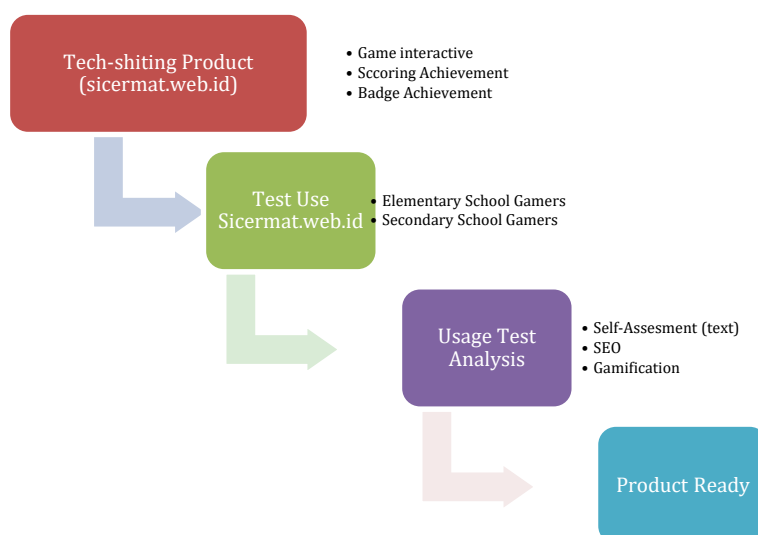 Tech-shiting Product
(sicermat.web.id)
• Game interactive
• Sccoring Achievement
• Badge Achievement
Test Use
Sicermat.web.id
• Elementary School Gamers
• Secondary School Gamers
Usage Test
Analysis
• Self-Assesment (text)
• SEO
• Gamification
Product Ready